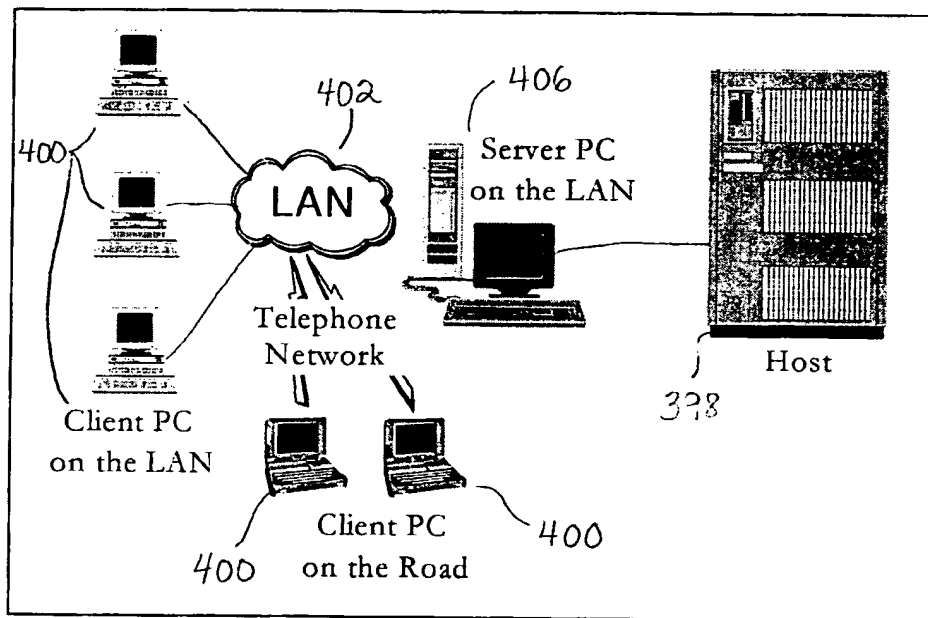 402
406
400
LAN
Server PC
on the LAN
Telephone
Network
Host
398
Client PC
on the LAN
400
Client PC
on the Road
400